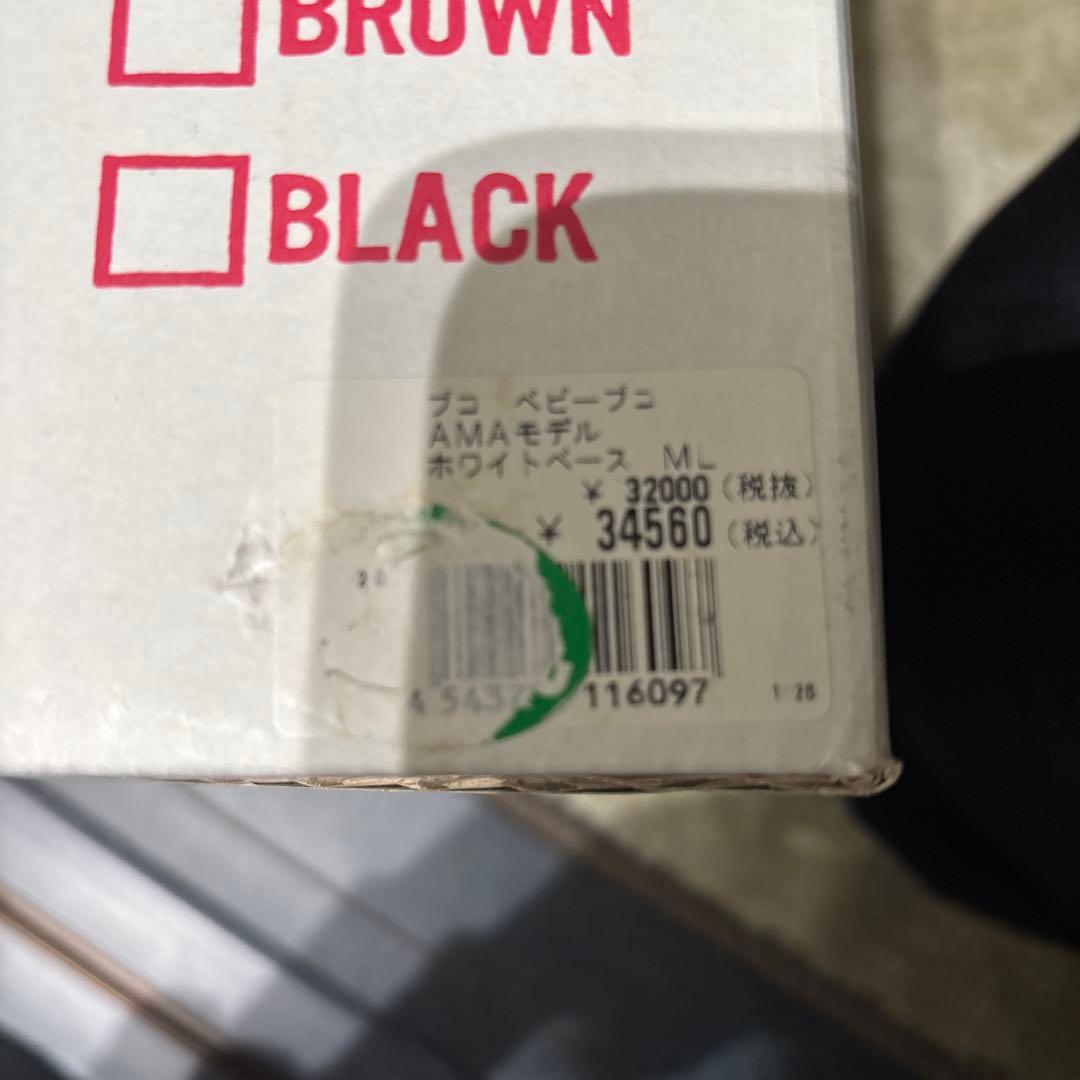 BROWN
BLACK
ブコ ベビーブコ
AMAモデル
ホワイトベース ML
¥ 32000 (税抜)
¥ 34560 (税込)
116097